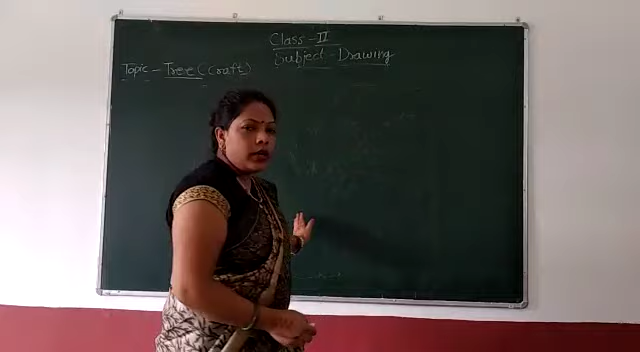 Class - II
Subject - Drawing
Topic - Tree (Craft)